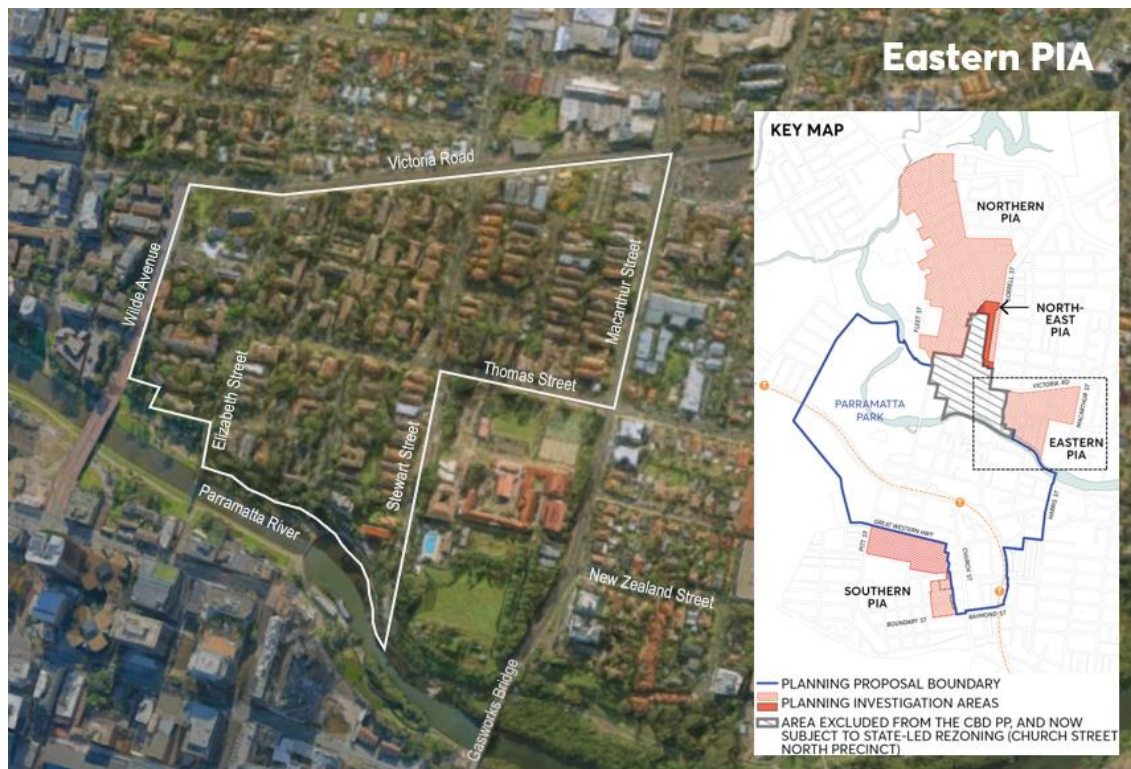 Eastern PIA
Victoria Road
Wilde Avenue
Macarthur Street
Thomas Street
Elizabeth Street
Stewart Street
Parramatta River
New Zealand Street
Gasworks Bridge
KEY MAP
NORTHERN
PIA
SORRELL ST
FLEET ST
NORTH-
EAST
PIA
VICTORIA RD
MACARTHUR ST
PARRAMATTA
PARK
EASTERN
PIA
T
T
HARRIS ST
GREAT WESTERN HWY
PITT ST
CHURCH ST
SOUTHERN
PIA
T
BOUNDARY ST
RAYMOND ST
PLANNING PROPOSAL BOUNDARY
PLANNING INVESTIGATION AREAS
AREA EXCLUDED FROM THE CBD PP, AND NOW
SUBJECT TO STATE-LED REZONING (CHURCH STREET
NORTH PRECINCT)